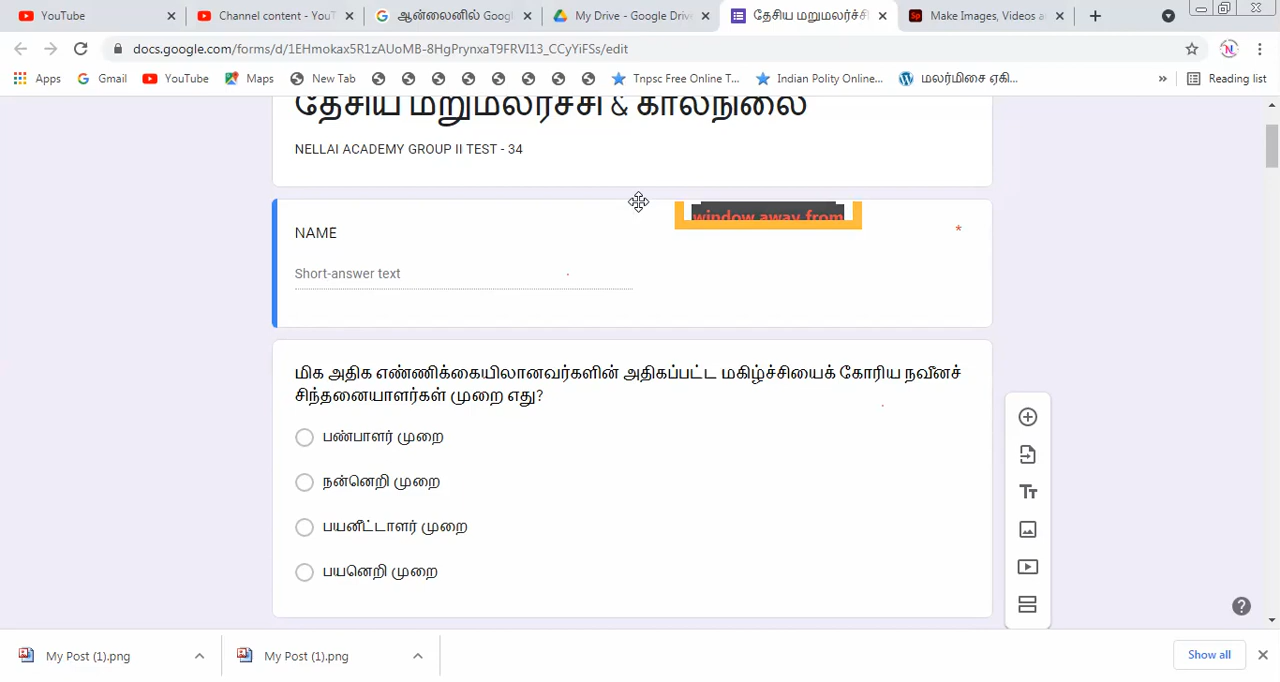 YouTube
Channel content - YouT
ஆன்லைனில் Googl
My Drive - Google Driv
தேசிய மறுமலர்ச்சி
Make Images, Videos a
docs.google.com/forms/d/1EHmokax5R1zAUoMB-8HgPrynxaT9FRVI13_CCyYiFSs/edit
Apps
Gmail
YouTube
Maps
New Tab
Tnpsc Free Online T...
Indian Polity Online...
மலர்மிசை ஏகி...
»
Reading list
தேசிய மறுமலர்ச்சி & காலநிலை
NELLAI ACADEMY GROUP II TEST - 34
window away from
NAME
*
Short-answer text
மிக அதிக எண்ணிக்கையிலானவர்களின் அதிகப்பட்ட மகிழ்ச்சியைக் கோரிய நவீனச்
சிந்தனையாளர்கள் முறை எது?
பண்பாளர் முறை
நன்னெறி முறை
பயனீட்டாளர் முறை
பயனெறி முறை
My Post (1).png
My Post (1).png
Show all